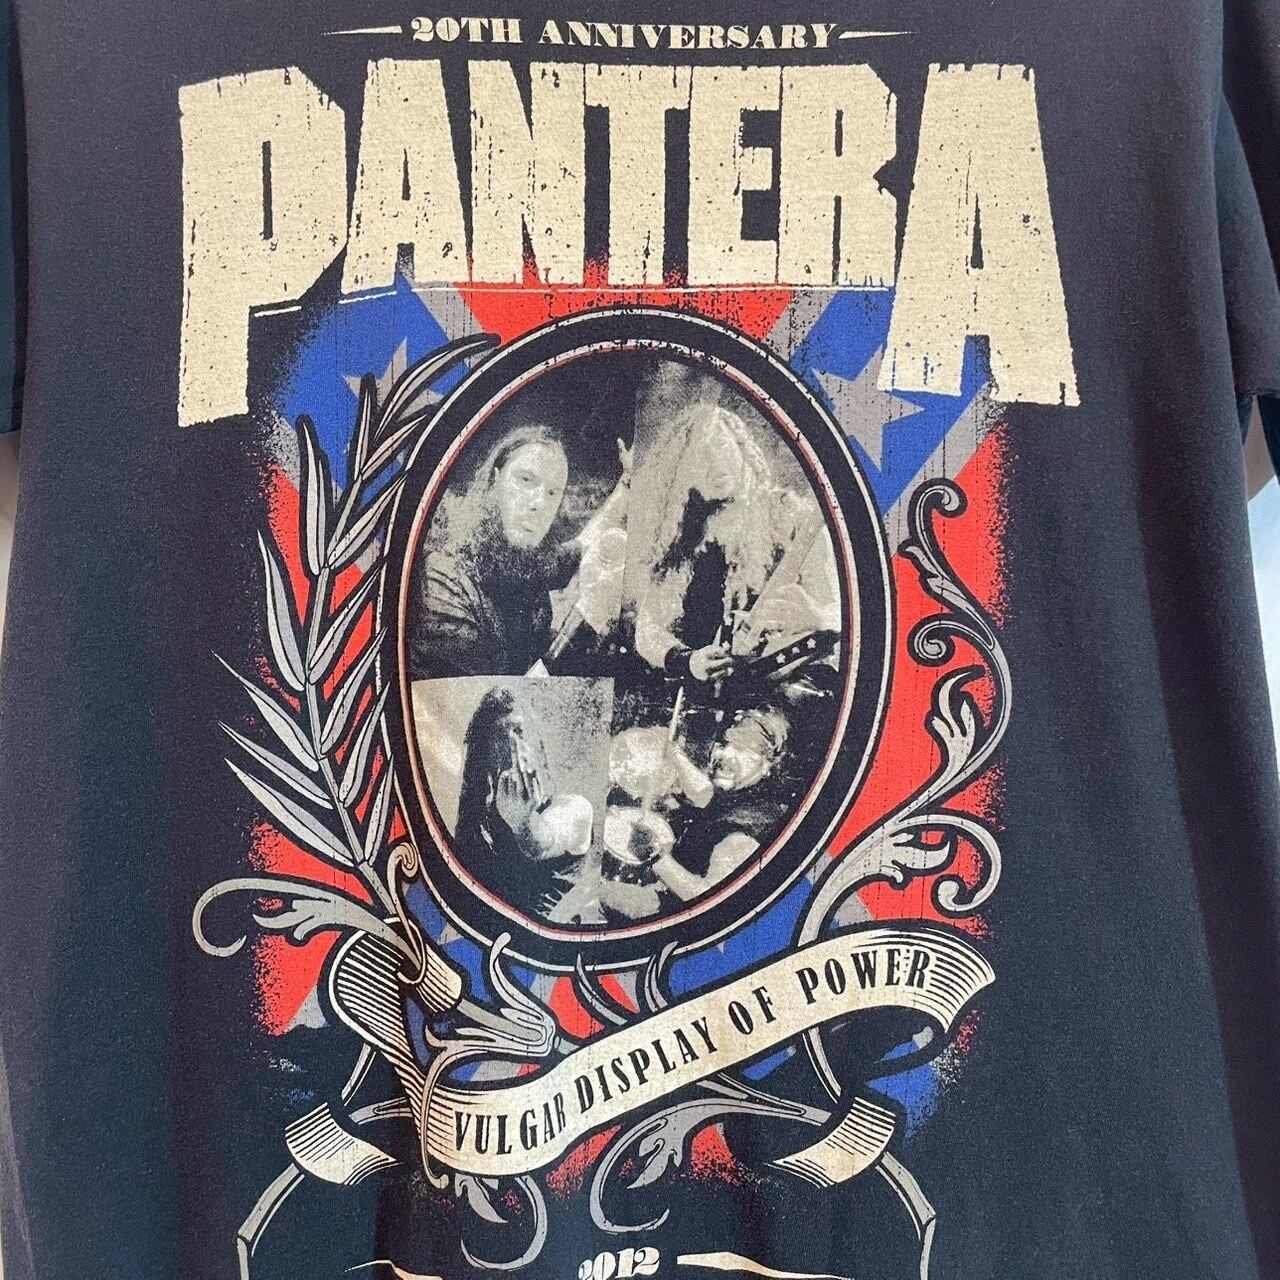 20TH ANNIVERSARY
PANTERA
VULGAR DISPLAY OF POWER
2012